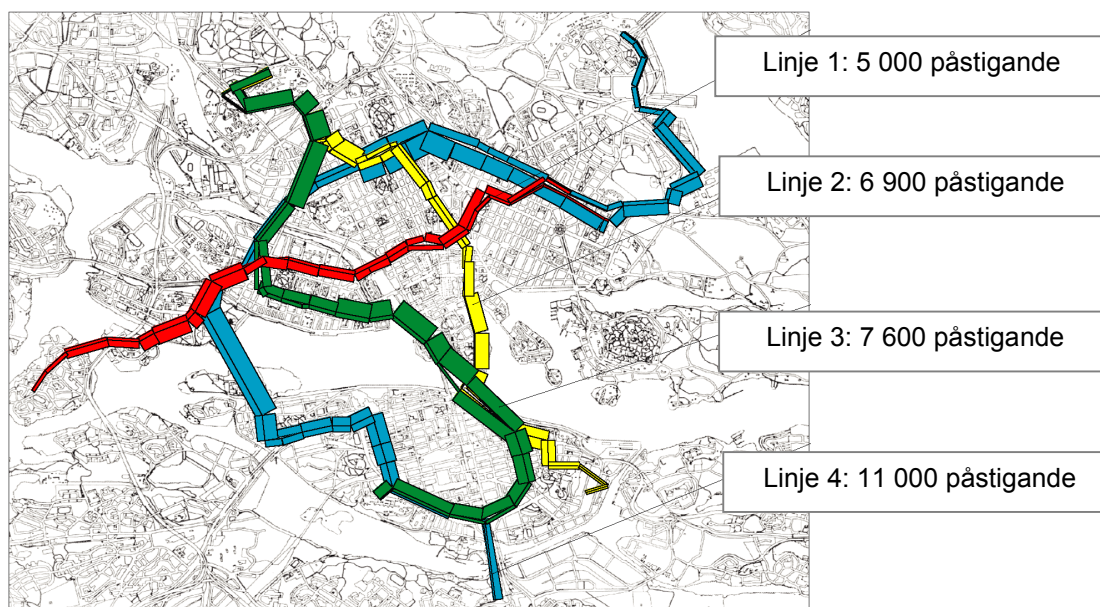 Linje 1: 5 000 påstigande
Linje 2: 6 900 påstigande
Linje 3: 7 600 påstigande
Linje 4: 11 000 påstigande